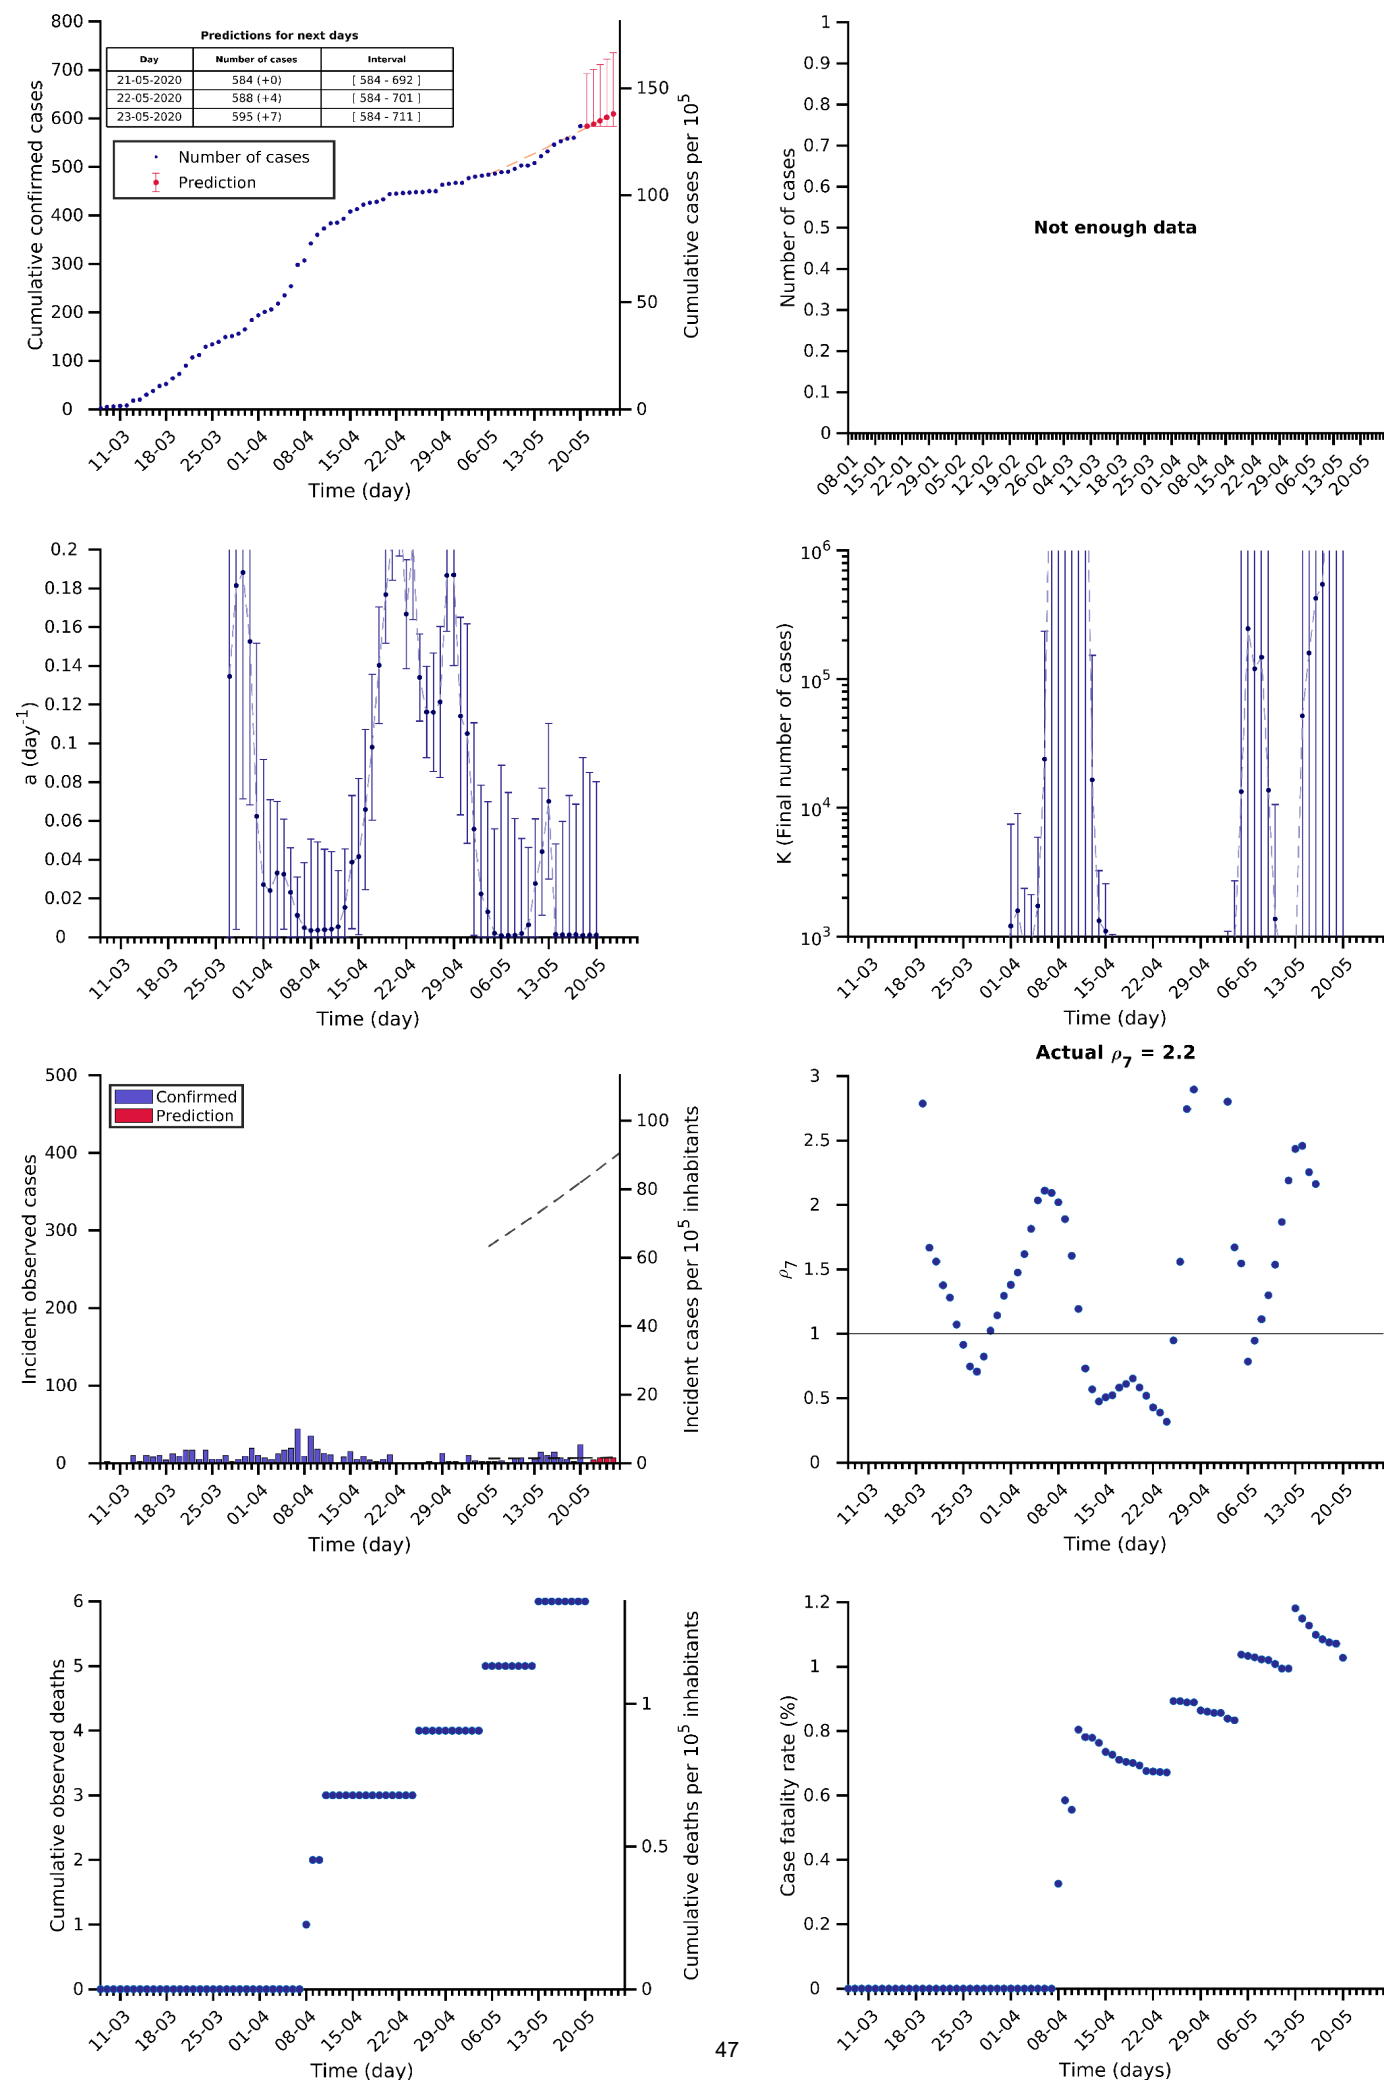 Predictions for next days
Day Number of cases Interval
21-05-2020 584 (+0) [ 584 - 692 ]
22-05-2020 588 (+4) [ 584 - 701 ]
23-05-2020 595 (+7) [ 584 - 711 ]
Number of cases
Prediction
Cumulative confirmed cases
800
700
600
500
400
300
200
100
0
Cumulative cases per 10^5
150
100
50
0
11-03 18-03 25-03 01-04 08-04 15-04 22-04 29-04 06-05 13-05 20-05
Time (day)
Number of cases
1
0.9
0.8
0.7
0.6
0.5
0.4
0.3
0.2
0.1
0
Not enough data
08-01 15-01 22-01 29-01 05-02 12-02 19-02 26-02 04-03 11-03 18-03 25-03 01-04 08-04 15-04 22-04 29-04 06-05 13-05 20-05
a (day^-1)
0.2
0.18
0.16
0.14
0.12
0.1
0.08
0.06
0.04
0.02
0
11-03 18-03 25-03 01-04 08-04 15-04 22-04 29-04 06-05 13-05 20-05
Time (day)
K (Final number of cases)
10^6
10^5
10^4
10^3
11-03 18-03 25-03 01-04 08-04 15-04 22-04 29-04 06-05 13-05 20-05
Time (day)
Confirmed
Prediction
Incident observed cases
500
400
300
200
100
0
Incident cases per 10^5 inhabitants
100
80
60
40
20
0
11-03 18-03 25-03 01-04 08-04 15-04 22-04 29-04 06-05 13-05 20-05
Time (day)
Actual ρ7 = 2.2
ρ7
3
2.5
2
1.5
1
0.5
0
11-03 18-03 25-03 01-04 08-04 15-04 22-04 29-04 06-05 13-05 20-05
Time (day)
Cumulative observed deaths
6
5
4
3
2
1
0
Cumulative deaths per 10^5 inhabitants
1
0.5
0
11-03 18-03 25-03 01-04 08-04 15-04 22-04 29-04 06-05 13-05 20-05
Time (day)
Case fatality rate (%)
1.2
1
0.8
0.6
0.4
0.2
0
11-03 18-03 25-03 01-04 08-04 15-04 22-04 29-04 06-05 13-05 20-05
Time (days)
47